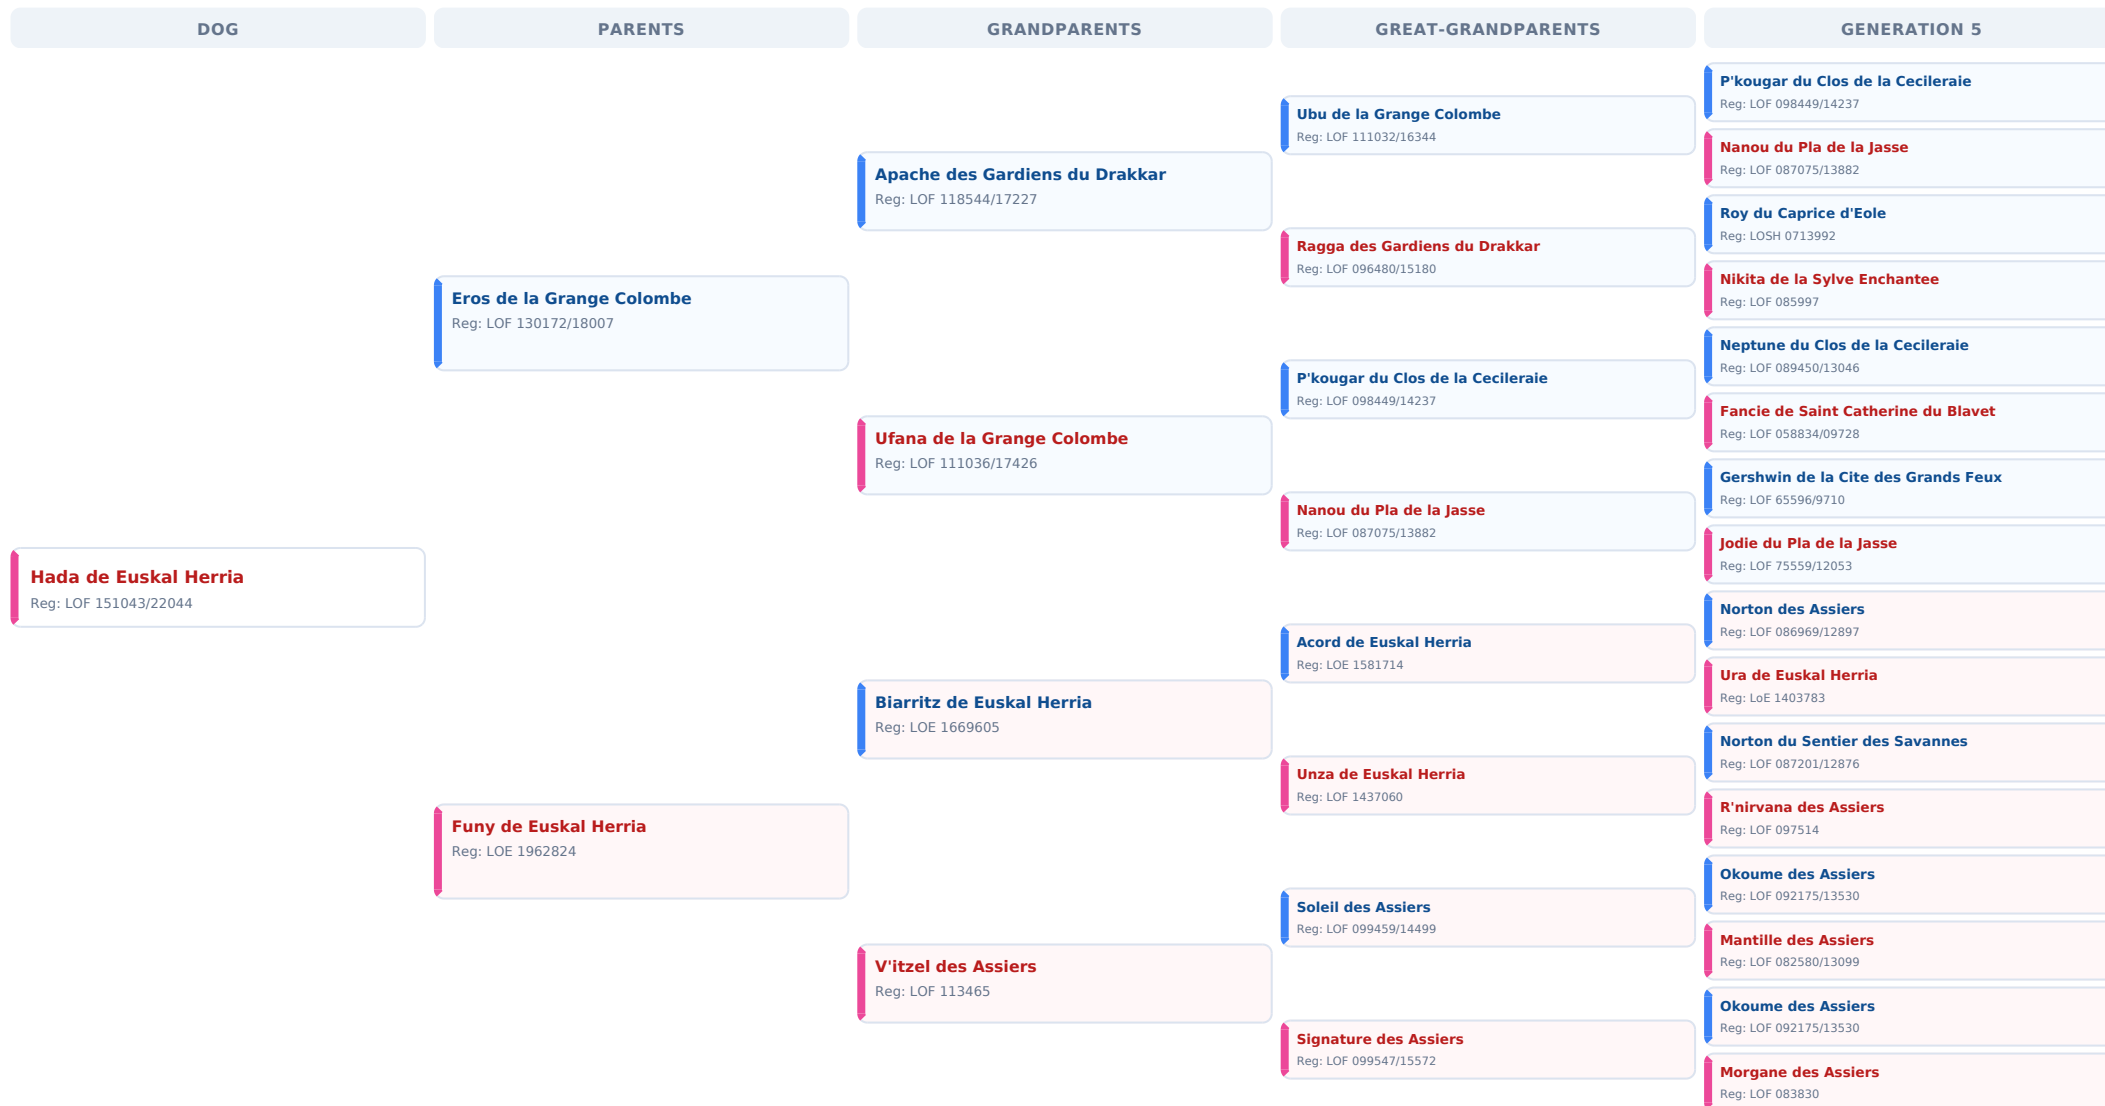 DOG
PARENTS
GRANDPARENTS
GREAT-GRANDPARENTS
GENERATION 5
Hada de Euskal Herria
Reg: LOF 151043/22044
Eros de la Grange Colombe
Reg: LOF 130172/18007
Funy de Euskal Herria
Reg: LOE 1962824
Apache des Gardiens du Drakkar
Reg: LOF 118544/17227
Ufana de la Grange Colombe
Reg: LOF 111036/17426
Biarritz de Euskal Herria
Reg: LOE 1669605
V'itzel des Assiers
Reg: LOF 113465
Ubu de la Grange Colombe
Reg: LOF 111032/16344
Ragga des Gardiens du Drakkar
Reg: LOF 096480/15180
P'kougar du Clos de la Cecileraie
Reg: LOF 098449/14237
Nanou du Pla de la Jasse
Reg: LOF 087075/13882
Acord de Euskal Herria
Reg: LOE 1581714
Unza de Euskal Herria
Reg: LOF 1437060
Soleil des Assiers
Reg: LOF 099459/14499
Signature des Assiers
Reg: LOF 099547/15572
P'kougar du Clos de la Cecileraie
Reg: LOF 098449/14237
Nanou du Pla de la Jasse
Reg: LOF 087075/13882
Roy du Caprice d'Eole
Reg: LOSH 0713992
Nikita de la Sylve Enchantee
Reg: LOF 085997
Neptune du Clos de la Cecileraie
Reg: LOF 089450/13046
Fancie de Saint Catherine du Blavet
Reg: LOF 058834/09728
Gershwin de la Cite des Grands Feux
Reg: LOF 65596/9710
Jodie du Pla de la Jasse
Reg: LOF 75559/12053
Norton des Assiers
Reg: LOF 086969/12897
Ura de Euskal Herria
Reg: LoE 1403783
Norton du Sentier des Savannes
Reg: LOF 087201/12876
R'nirvana des Assiers
Reg: LOF 097514
Okoume des Assiers
Reg: LOF 092175/13530
Mantille des Assiers
Reg: LOF 082580/13099
Okoume des Assiers
Reg: LOF 092175/13530
Morgane des Assiers
Reg: LOF 083830